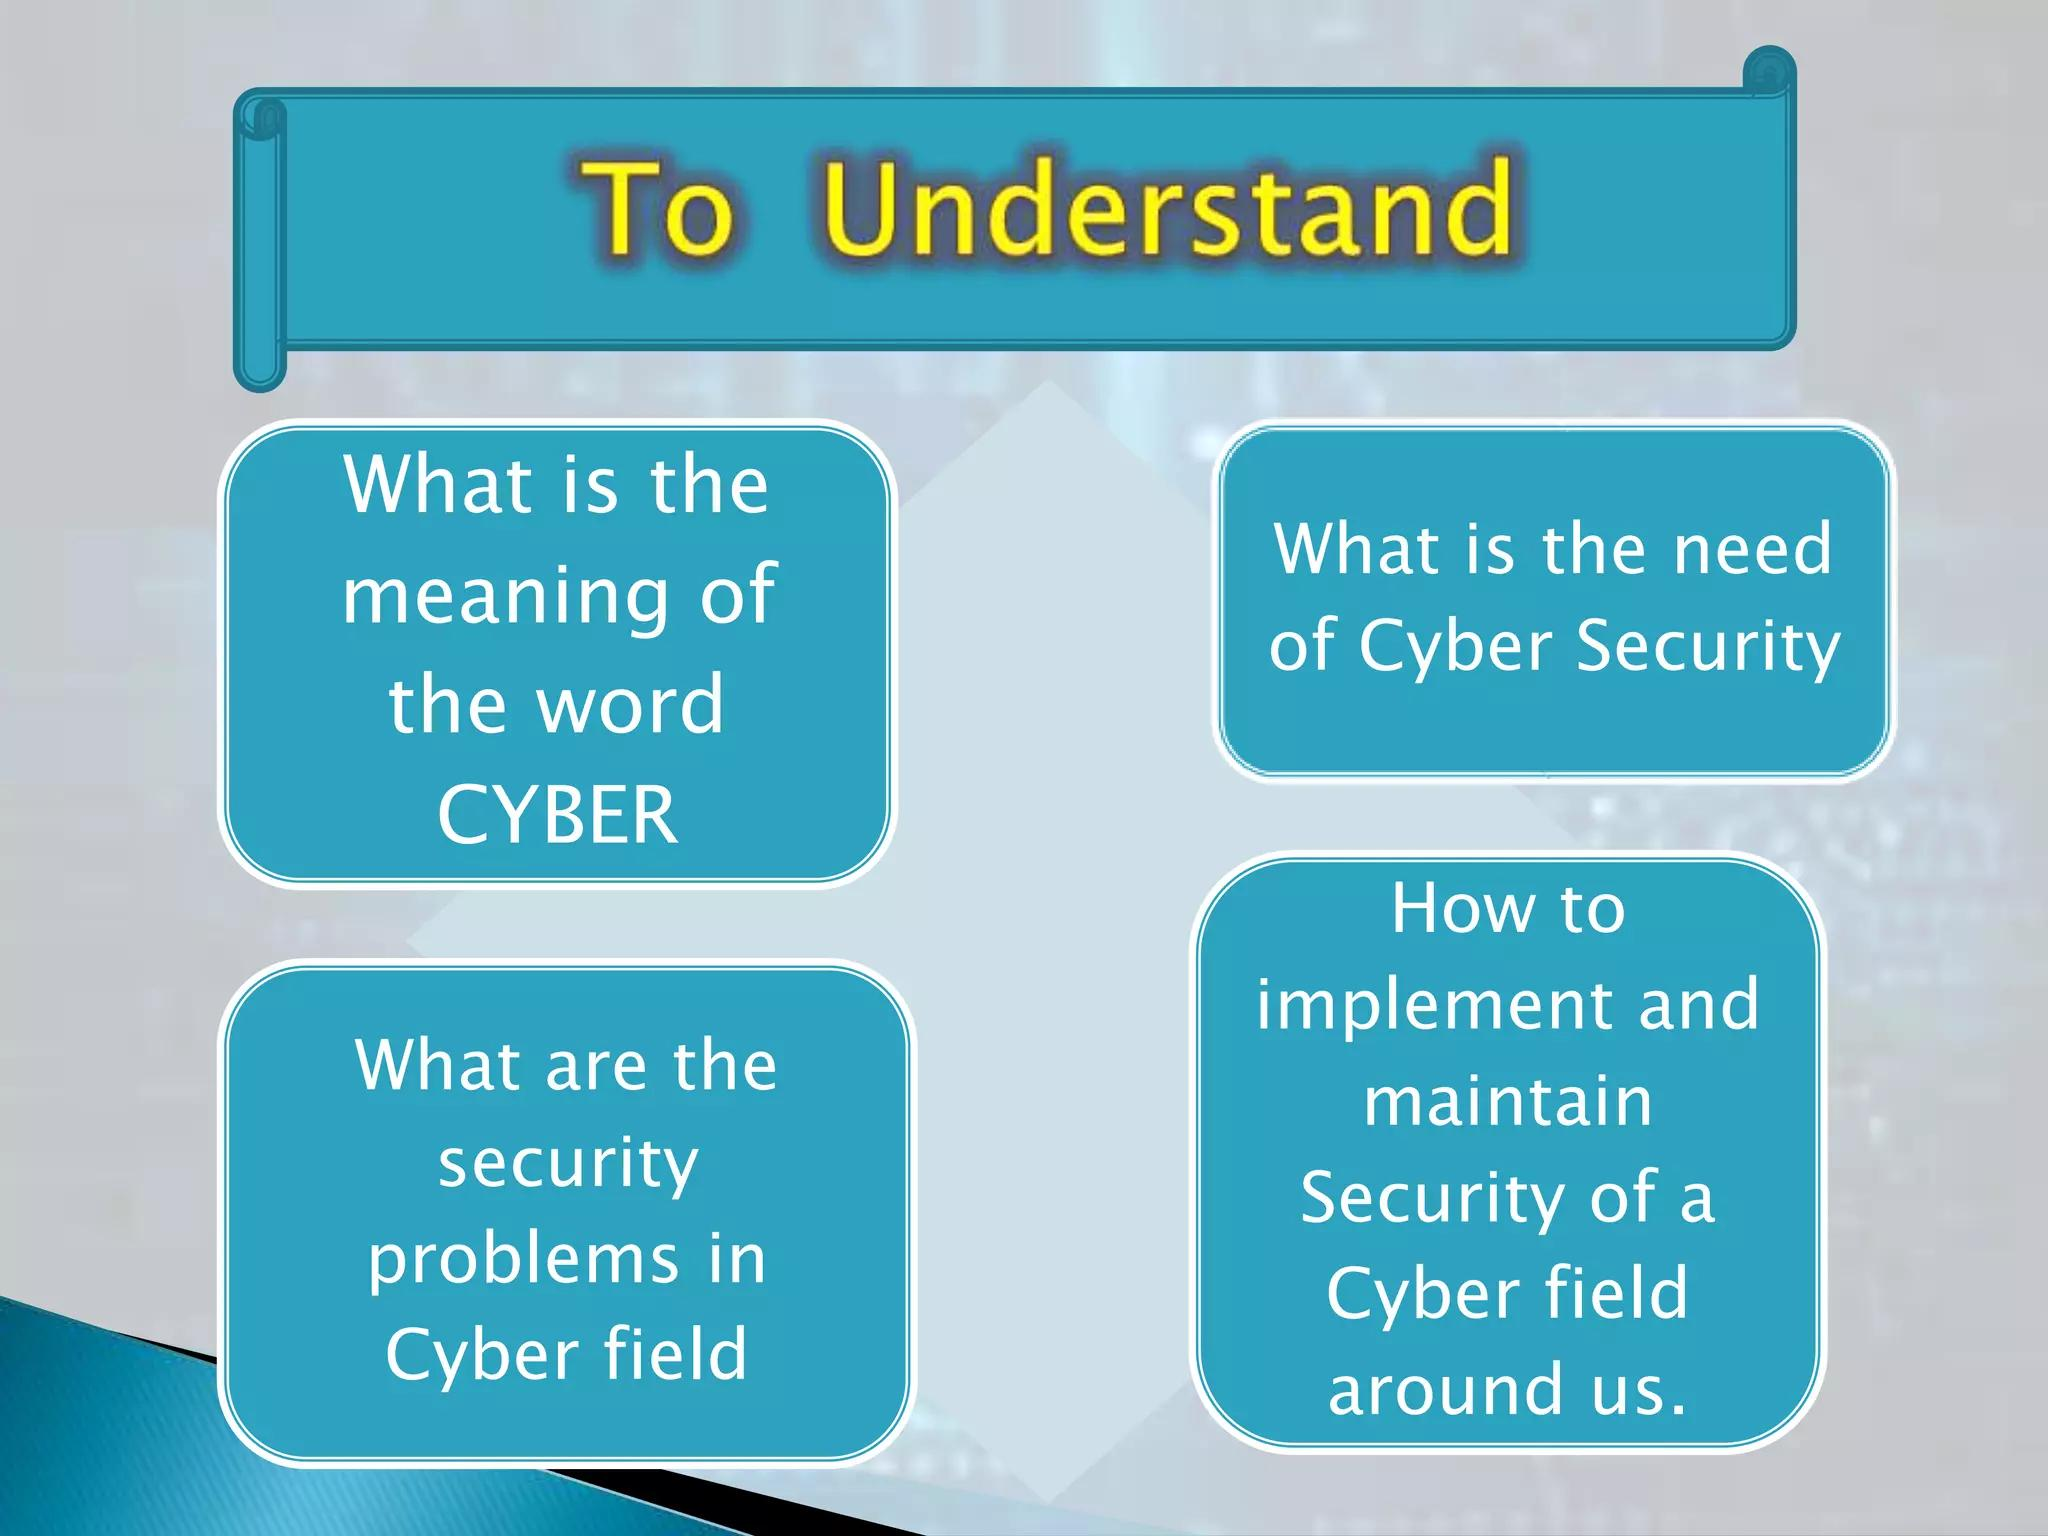 To Understand
What is the
meaning of
the word
CYBER
What is the need
of Cyber Security
What are the
security
problems in
Cyber field
How to
implement and
maintain
Security of a
Cyber field
around us.